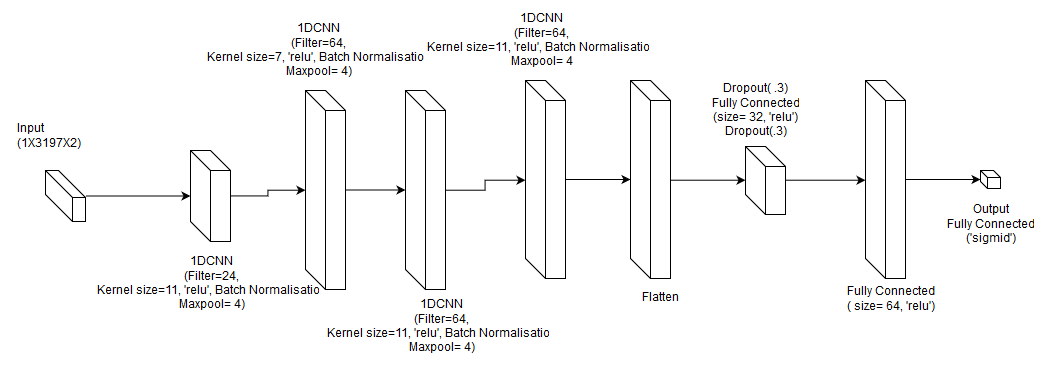 Input
(1X3197X2)
1DCNN
(Filter=24,
Kernel size=11, 'relu', Batch Normalisatio
Maxpool= 4)
1DCNN
(Filter=64,
Kernel size=7, 'relu', Batch Normalisatio
Maxpool= 4)
1DCNN
(Filter=64,
Kernel size=11, 'relu', Batch Normalisatio
Maxpool= 4)
1DCNN
(Filter=64,
Kernel size=11, 'relu', Batch Normalisatio
Maxpool= 4
Flatten
Dropout( .3)
Fully Connected
(size= 32, 'relu')
Dropout(.3)
Fully Connected
( size= 64, 'relu')
Output
Fully Connected
('sigmid')